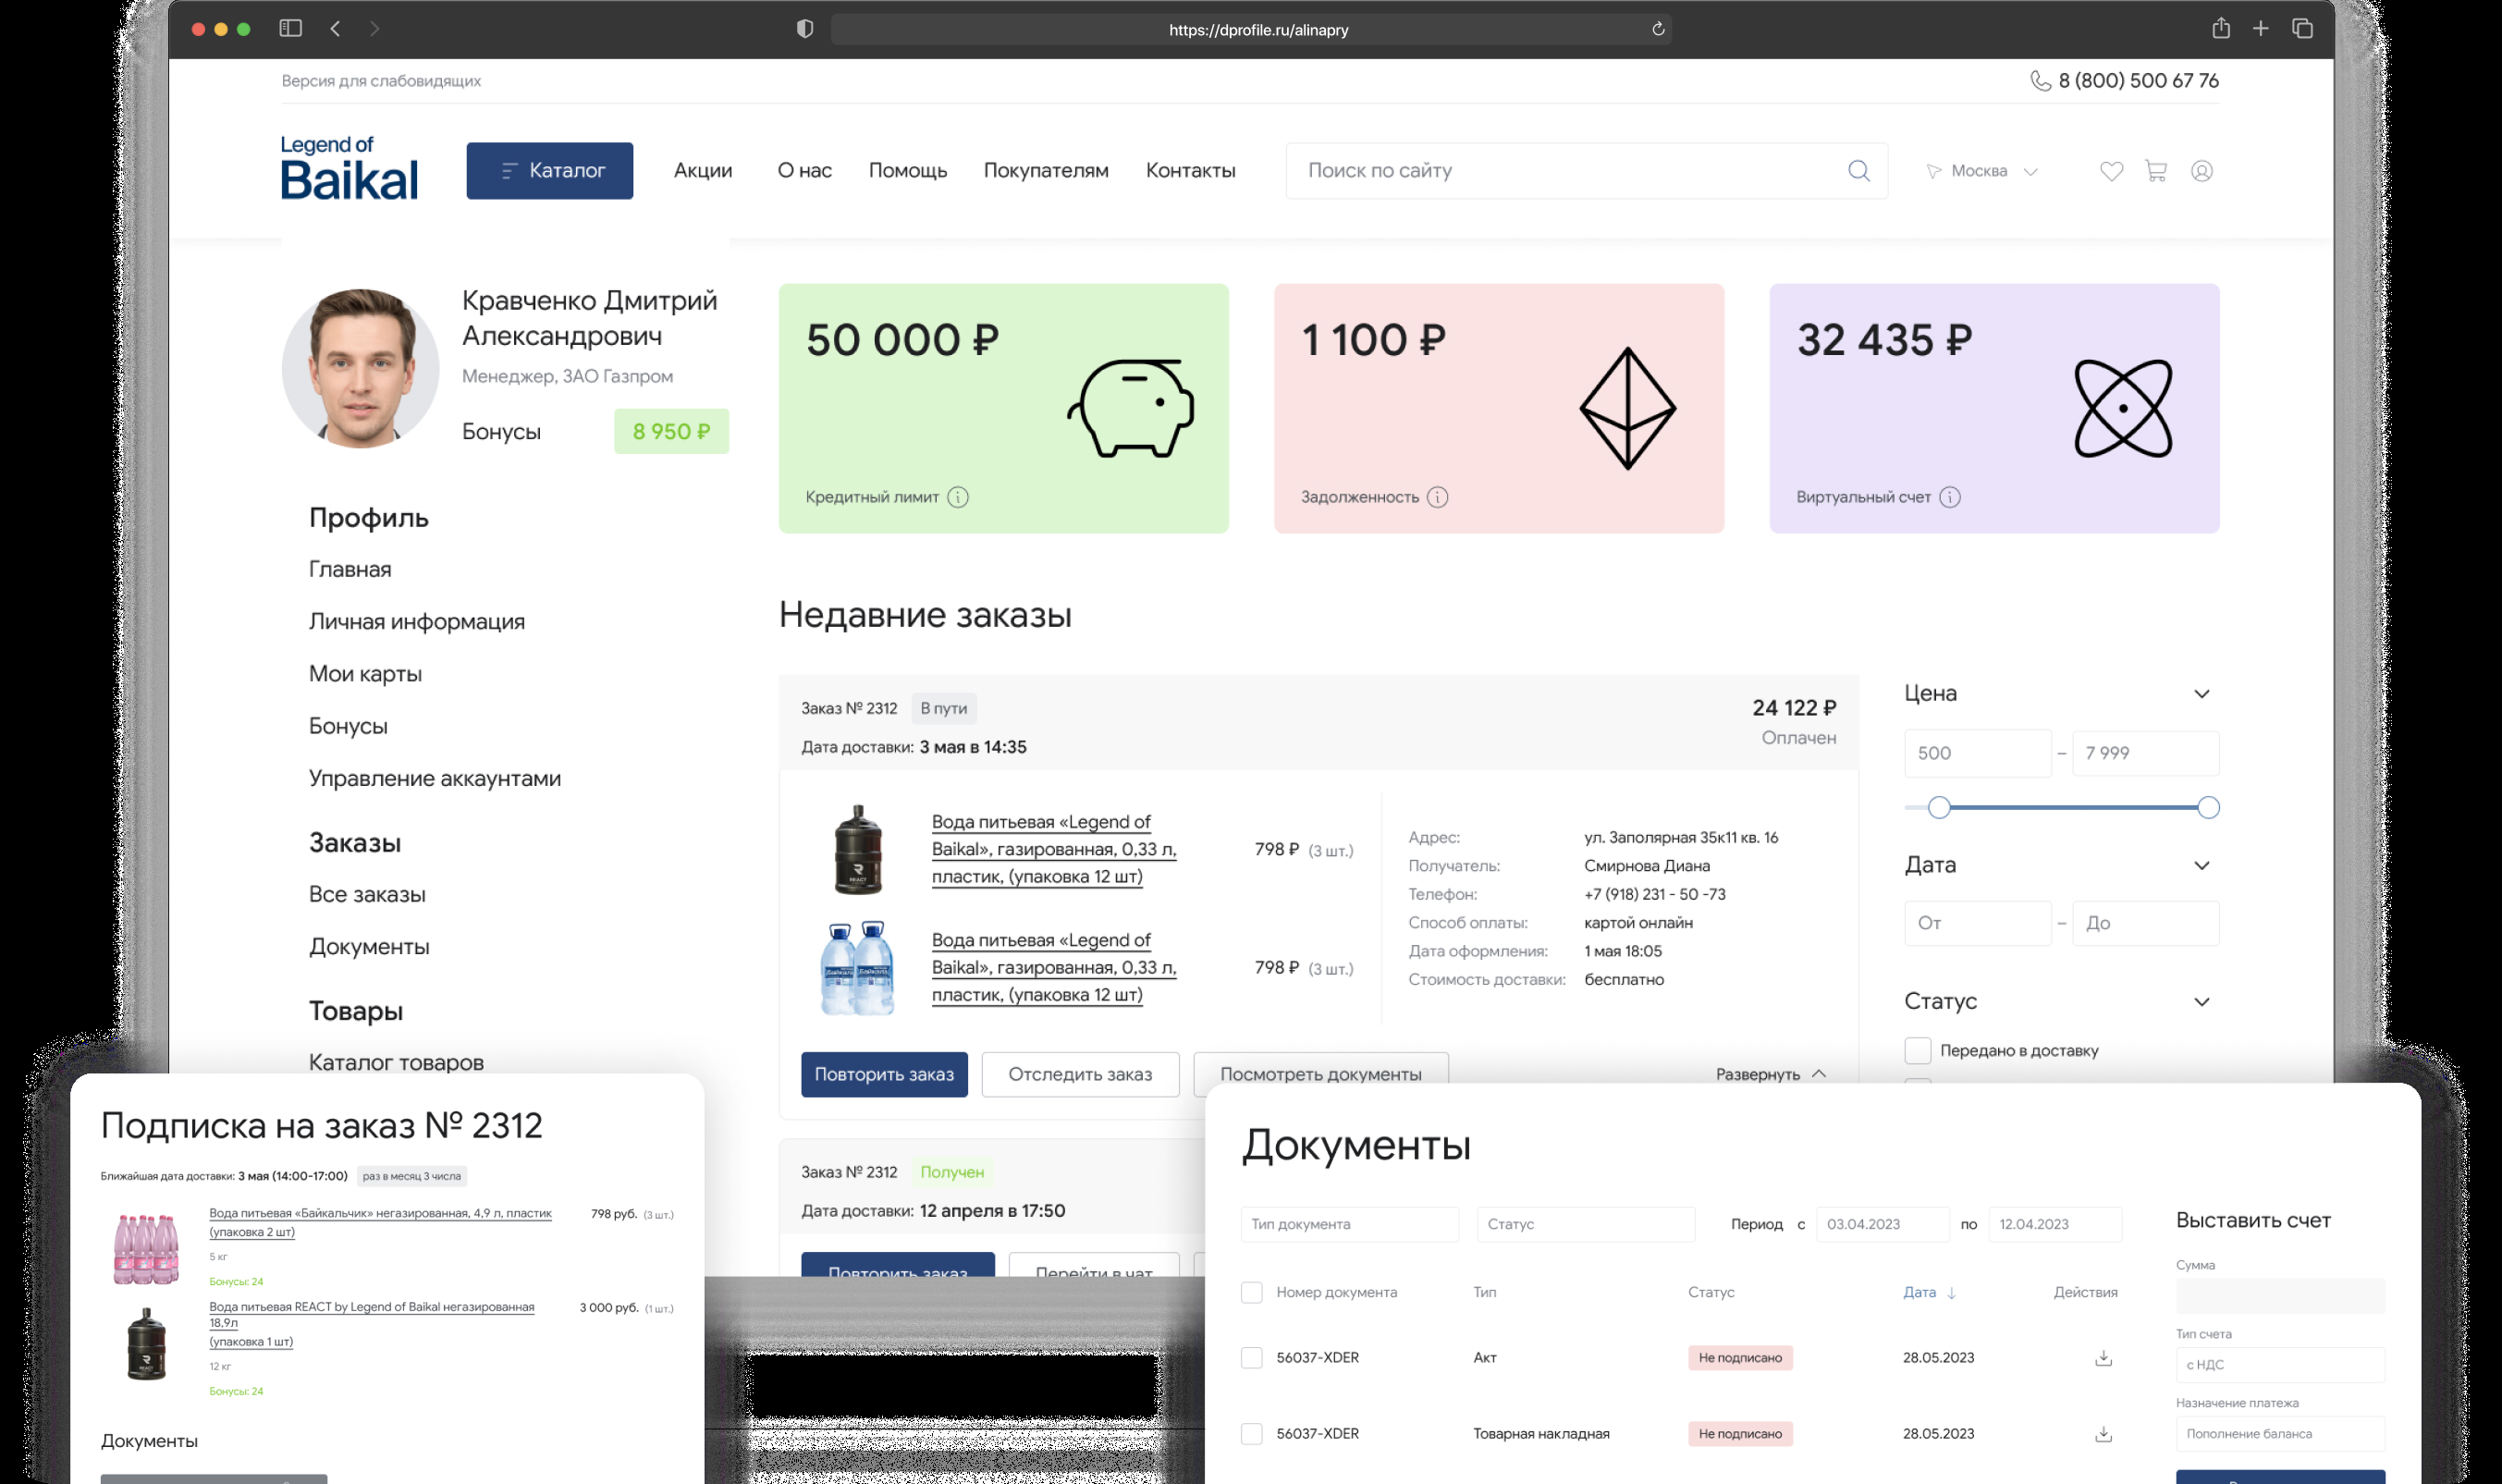 https://dprofile.ru/alinapry
Версия для слабовидящих
8 (800) 500 67 76
Legend of
Baikal
Каталог
Акции
О нас
Помощь
Покупателям
Контакты
Поиск по сайту
Москва
Кравченко Дмитрий
Александрович
Менеджер, ЗАО Газпром
Бонусы
8 950 ₽
50 000 ₽
Кредитный лимит
1 100 ₽
Задолженность
32 435 ₽
Виртуальный счет
Профиль
Главная
Личная информация
Мои карты
Бонусы
Управление аккаунтами
Заказы
Все заказы
Документы
Товары
Каталог товаров
Недавние заказы
Заказ № 2312
В пути
24 122 ₽
Дата доставки: 3 мая в 14:35
Оплачен
REACT
Вода питьевая «Legend of
Baikal», газированная, 0,33 л,
пластик, (упаковка 12 шт)
798 ₽ (3 шт.)
Вода питьевая «Legend of
Baikal», газированная, 0,33 л,
пластик, (упаковка 12 шт)
798 ₽ (3 шт.)
Адрес: ул. Заполярная 35к11 кв. 16
Получатель: Смирнова Диана
Телефон: +7 (918) 231 - 50 -73
Способ оплаты: картой онлайн
Дата оформления: 1 мая 18:05
Стоимость доставки: бесплатно
Повторить заказ
Отследить заказ
Посмотреть документы
Развернуть
Заказ № 2312
Получен
Дата доставки: 12 апреля в 17:50
Повторить заказ
Перейти в чат
Цена
500 – 7 999
Дата
От – До
Статус
Передано в доставку
Подписка на заказ № 2312
Ближайшая дата доставки: 3 мая (14:00-17:00)
раз в месяц 3 числа
Вода питьевая «Байкальчик» негазированная, 4,9 л, пластик
(упаковка 2 шт)
798 руб. (3 шт.)
5 кг
Бонусы: 24
REACT
Вода питьевая REACT by Legend of Baikal негазированная
18,9л
(упаковка 1 шт)
3 000 руб. (1 шт.)
12 кг
Бонусы: 24
Документы
Документы
Тип документа
Статус
Период с 03.04.2023 по 12.04.2023
Номер документа
Тип
Статус
Дата
Действия
56037-XDER
Акт
Не подписано
28.05.2023
56037-XDER
Товарная накладная
Не подписано
28.05.2023
Выставить счет
Сумма
Тип счета
с НДС
Назначение платежа
Пополнение баланса